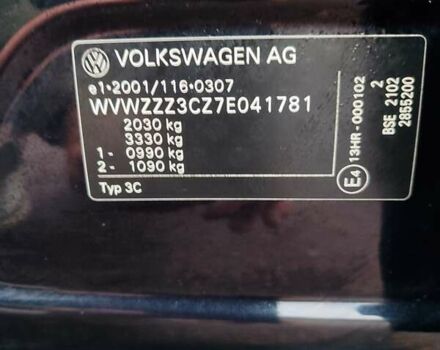 VOLKSWAGEN AG
e1*2001/116*0307
WVWZZZ3CZ7E041781
2030 kg
3330 kg
1- 0990 kg
2- 1090 kg
Typ 3C
E4 13HR-000102
2
BSE 2102
2855200